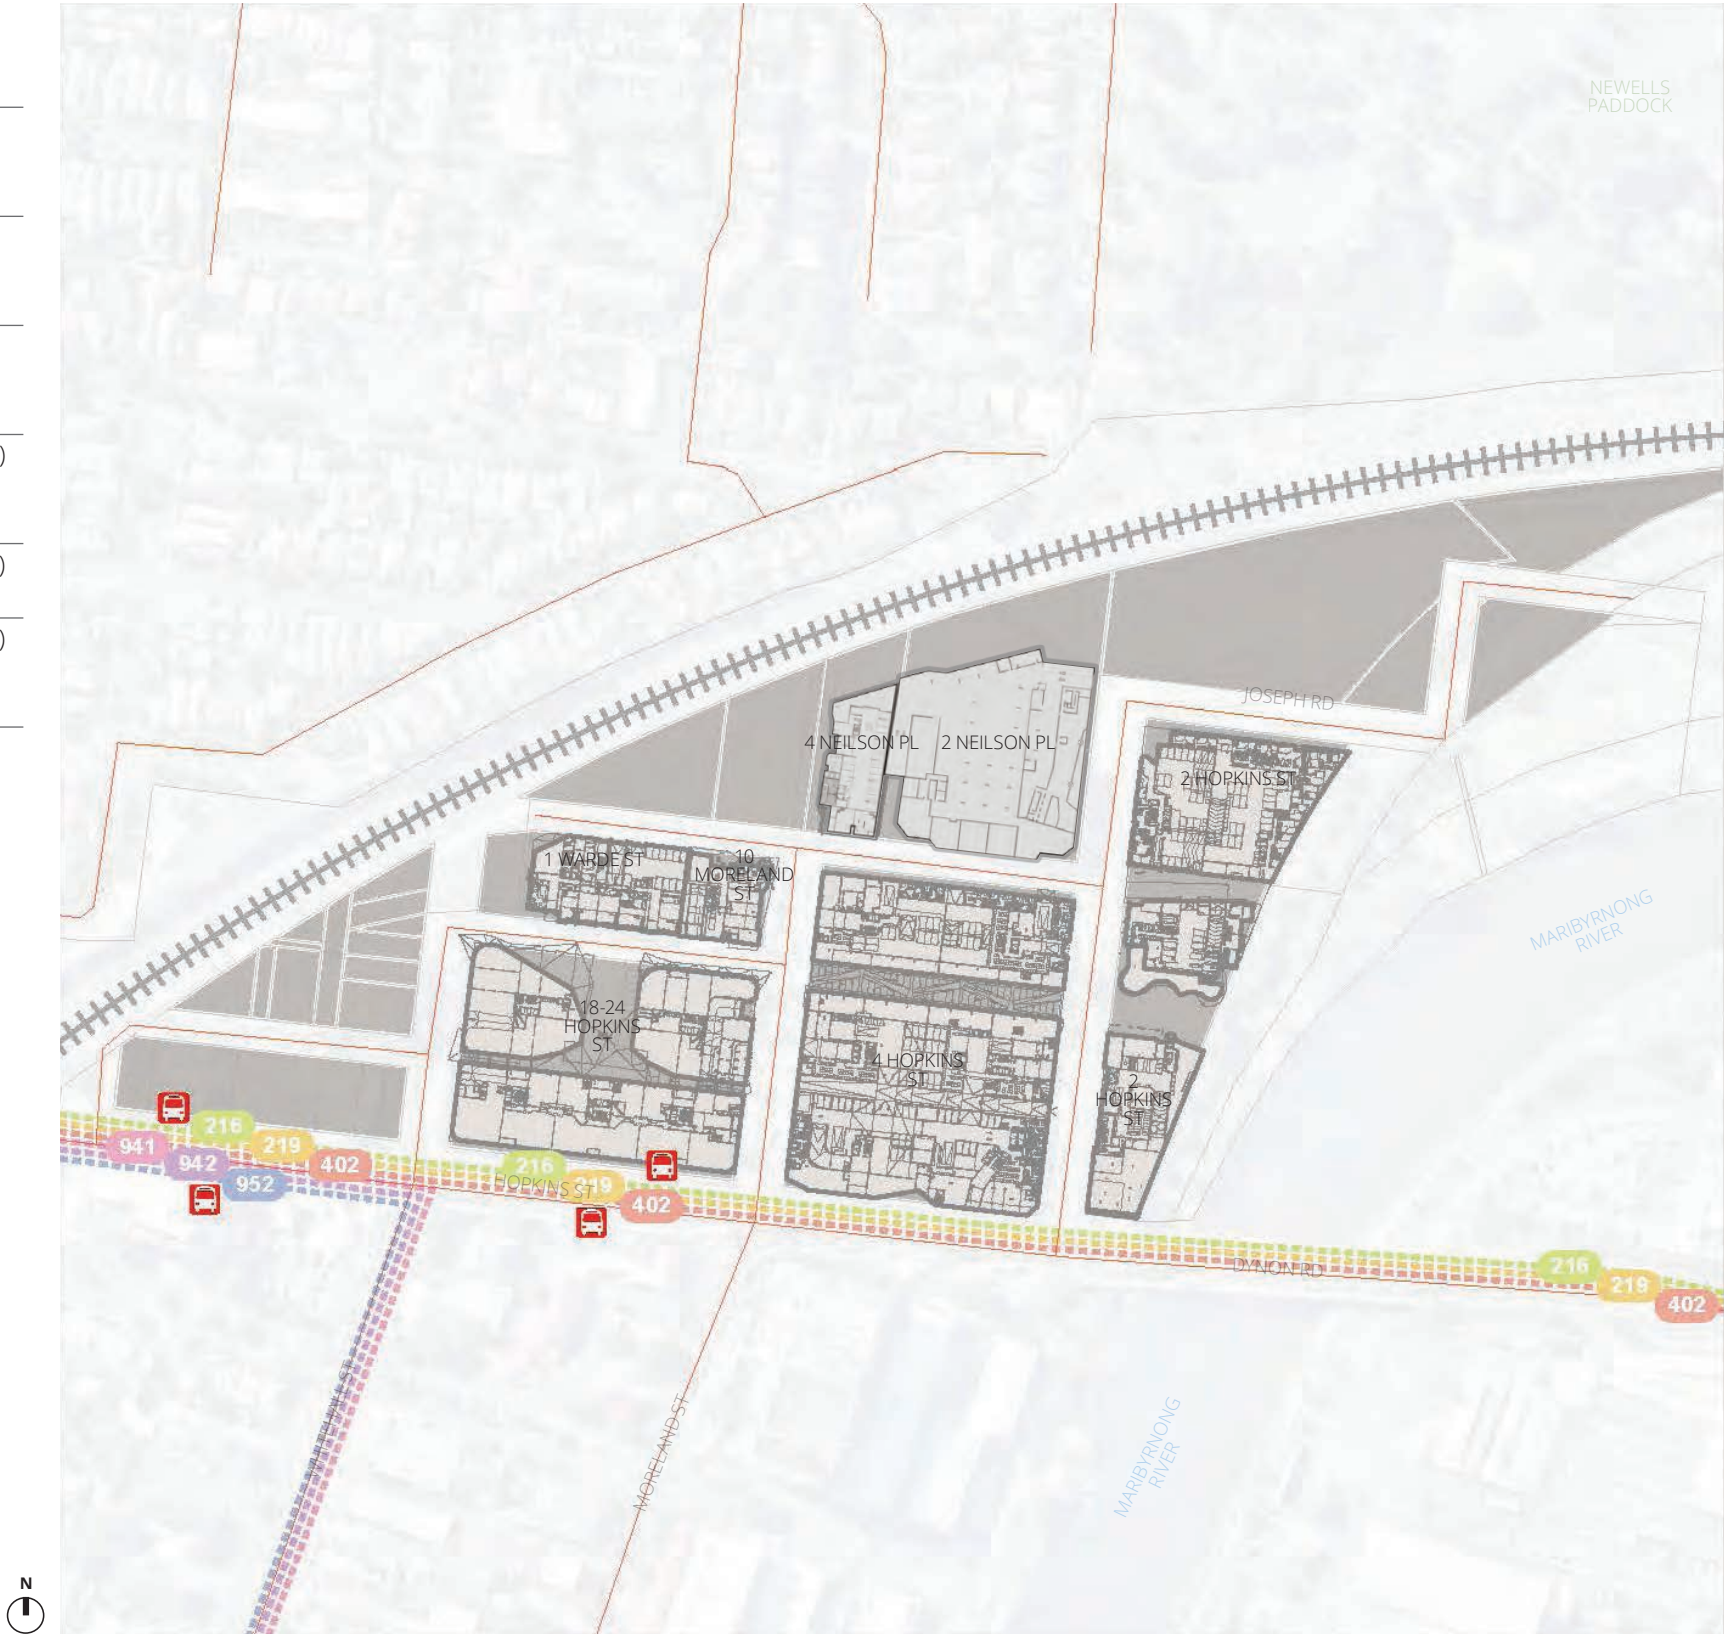 NEWELLS
PADDOCK
)
)
)
JOSEPH RD
4 NEILSON PL
2 NEILSON PL
2 HOPKINS ST
1 WARDE ST
10
MORELAND
ST
MARIBYRNONG
RIVER
18-24
HOPKINS
ST
4 HOPKINS
ST
2
HOPKINS
ST
216
941
219
942
402
952
216
HOPKINS ST
219
402
DYNON RD
216
219
402
MORELAND ST
MARIBYRNONG
RIVER
N